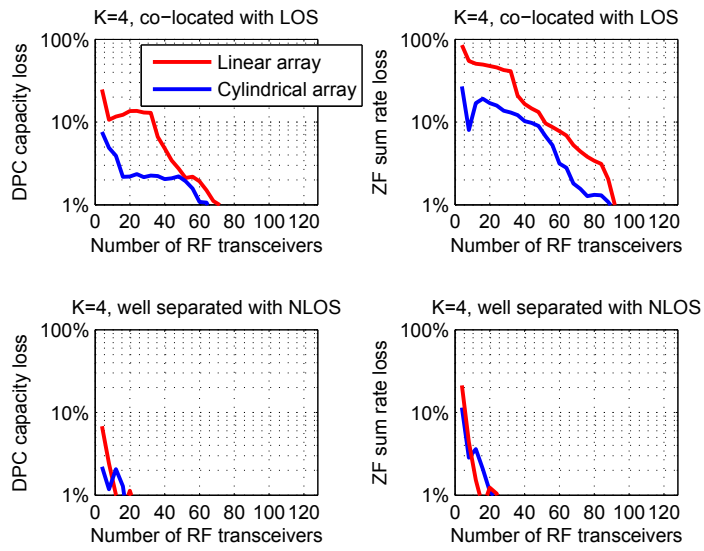 K=4, co−located with LOS
DPC capacity loss
100%
10%
1%
0 20 40 60 80 100 120
Number of RF transceivers
Linear array
Cylindrical array
K=4, co−located with LOS
ZF sum rate loss
100%
10%
1%
0 20 40 60 80 100 120
Number of RF transceivers
K=4, well separated with NLOS
DPC capacity loss
100%
10%
1%
0 20 40 60 80 100 120
Number of RF transceivers
K=4, well separated with NLOS
ZF sum rate loss
100%
10%
1%
0 20 40 60 80 100 120
Number of RF transceivers